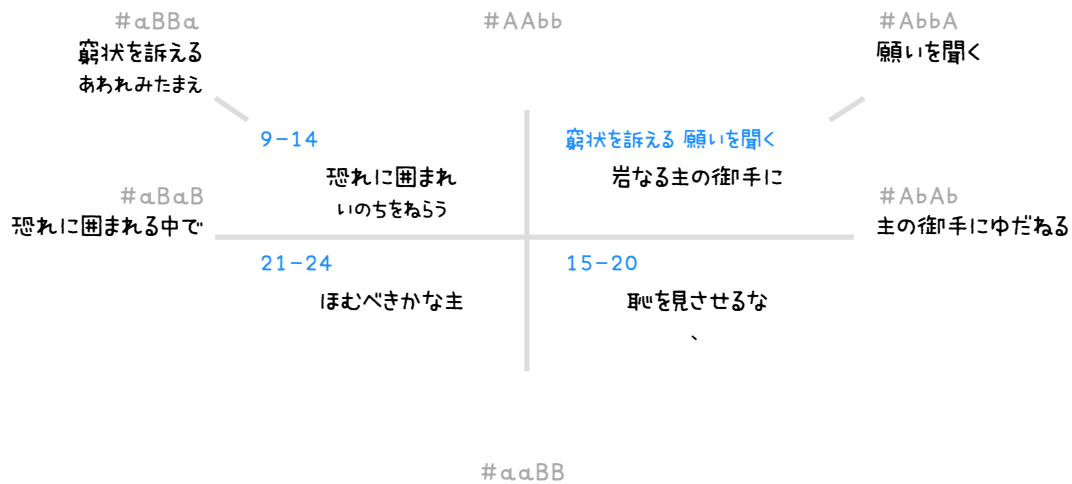 #aBBa
窮状を訴える
あわれみたまえ
#AAbb
#AbbA
願いを聞く
9-14
恐れに囲まれ
いのちをねらう
窮状を訴える 願いを聞く
岩なる主の御手に
#aBaB
恐れに囲まれる中で
#AbAb
主の御手にゆだねる
21-24
ほむべきかな主
15-20
恥を見させるな
、
#aaBB